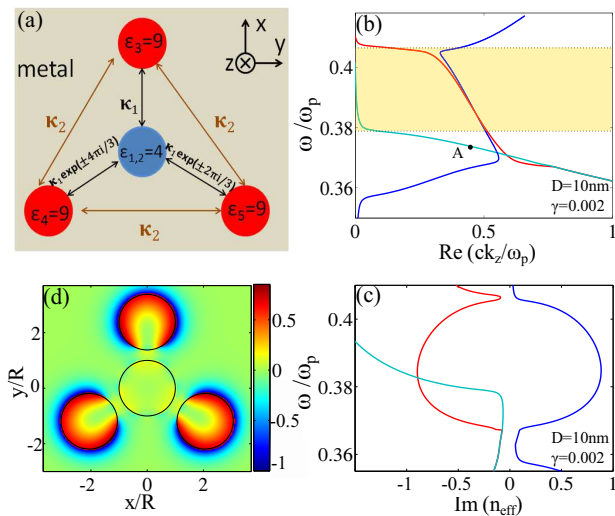 (a)
metal
ε₃=9
x
y
z
κ₂
κ₁
κ₂
κ₁exp(±4πi/3)
ε₁,₂=4
κ₁exp(±2πi/3)
ε₄=9
κ₂
ε₅=9
(b)
ω/ωₚ
0.4
0.38
0.36
A
D=10nm
γ=0.002
0
0.5
1
Re (ck_z/ωₚ)
(d)
y/R
2
0
-2
-2
0
2
x/R
0.5
0
-0.5
-1
(c)
ω/ωₚ
0.4
0.38
0.36
D=10nm
γ=0.002
-1
-0.5
0
0.5
1
Im (n_eff)